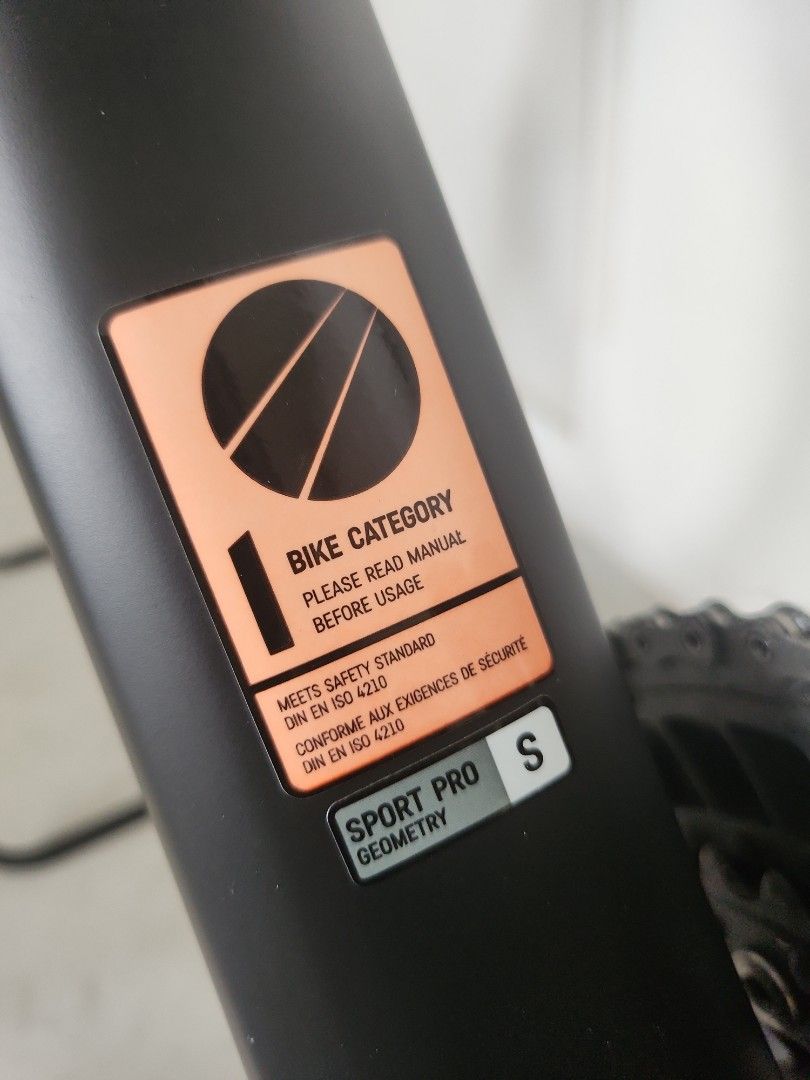 1
BIKE CATEGORY
PLEASE READ MANUAL
BEFORE USAGE
MEETS SAFETY STANDARD
DIN EN ISO 4210
CONFORME AUX EXIGENCES DE SÉCURITÉ
DIN EN ISO 4210
SPORT PRO
GEOMETRY
S